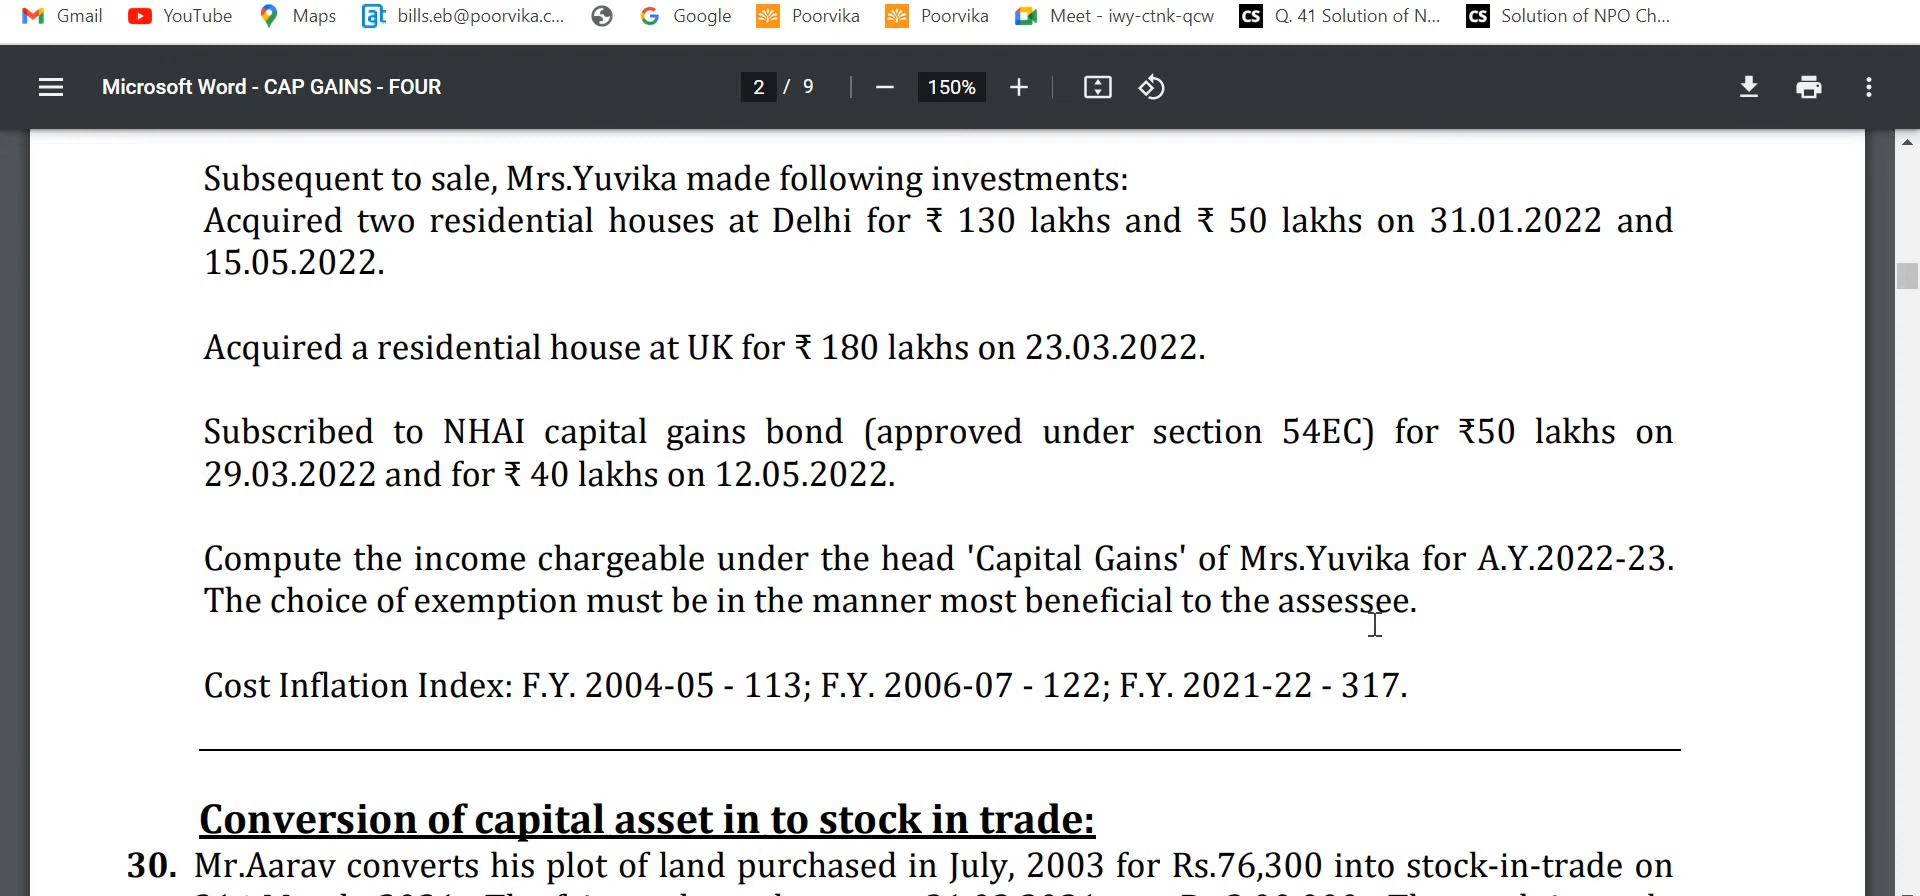 Gmail YouTube Maps bills.eb@poorvika.c... Google Poorvika Poorvika Meet - iwy-ctnk-qcw CS Q. 41 Solution of N... CS Solution of NPO Ch...
Microsoft Word - CAP GAINS - FOUR 2 / 9 150%
Subsequent to sale, Mrs.Yuvika made following investments:
Acquired two residential houses at Delhi for ₹ 130 lakhs and ₹ 50 lakhs on 31.01.2022 and
15.05.2022.
Acquired a residential house at UK for ₹ 180 lakhs on 23.03.2022.
Subscribed to NHAI capital gains bond (approved under section 54EC) for ₹50 lakhs on
29.03.2022 and for ₹ 40 lakhs on 12.05.2022.
Compute the income chargeable under the head 'Capital Gains' of Mrs.Yuvika for A.Y.2022-23.
The choice of exemption must be in the manner most beneficial to the assessee.
Cost Inflation Index: F.Y. 2004-05 - 113; F.Y. 2006-07 - 122; F.Y. 2021-22 - 317.
Conversion of capital asset in to stock in trade:
30. Mr.Aarav converts his plot of land purchased in July, 2003 for Rs.76,300 into stock-in-trade on